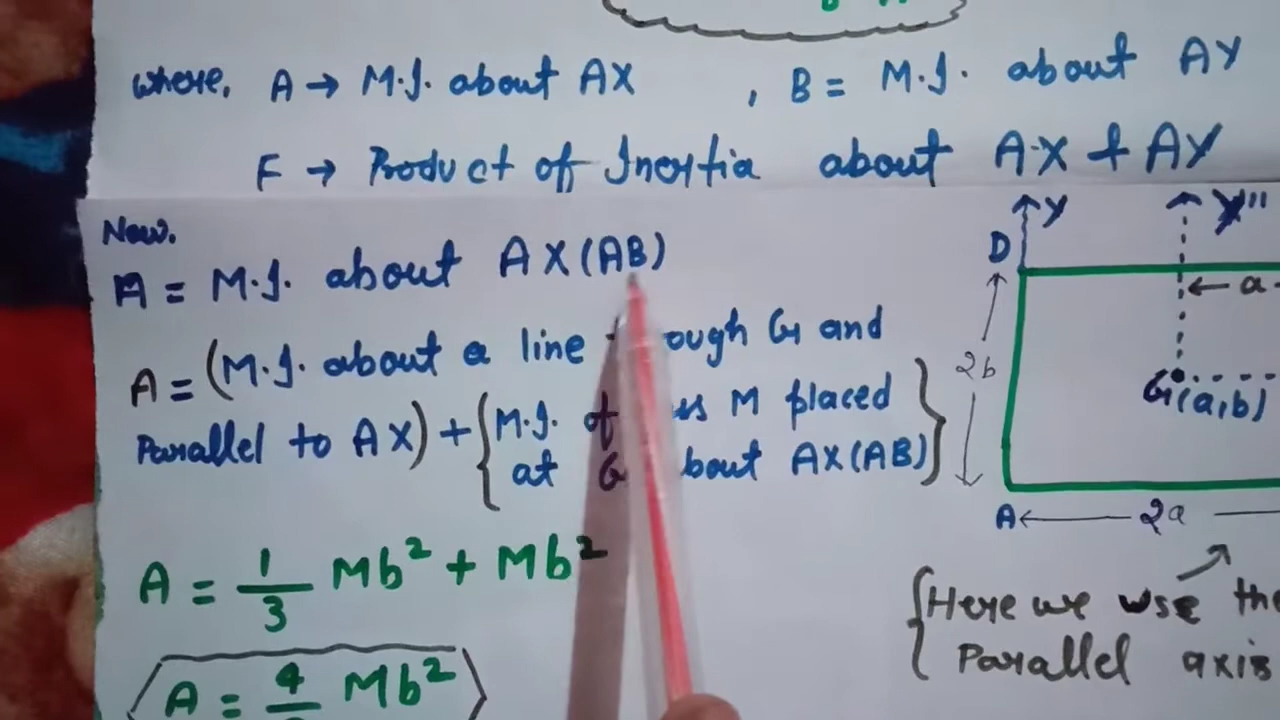 where, A → M.I. about AX , B = M.I. about AY
F → Product of Inertia about AX + AY
Now.
A = M.I. about AX (AB)
A = (M.I. about a line ough G and
Parallel to AX) + {M.I. of M placed
at G bout AX (AB)}
A = 1/3 Mb² + Mb²
A = 4 Mb²
Y Y''
D
← a
2b
G(a,b)
A ← 2a
{Here we use the
Parallel axis